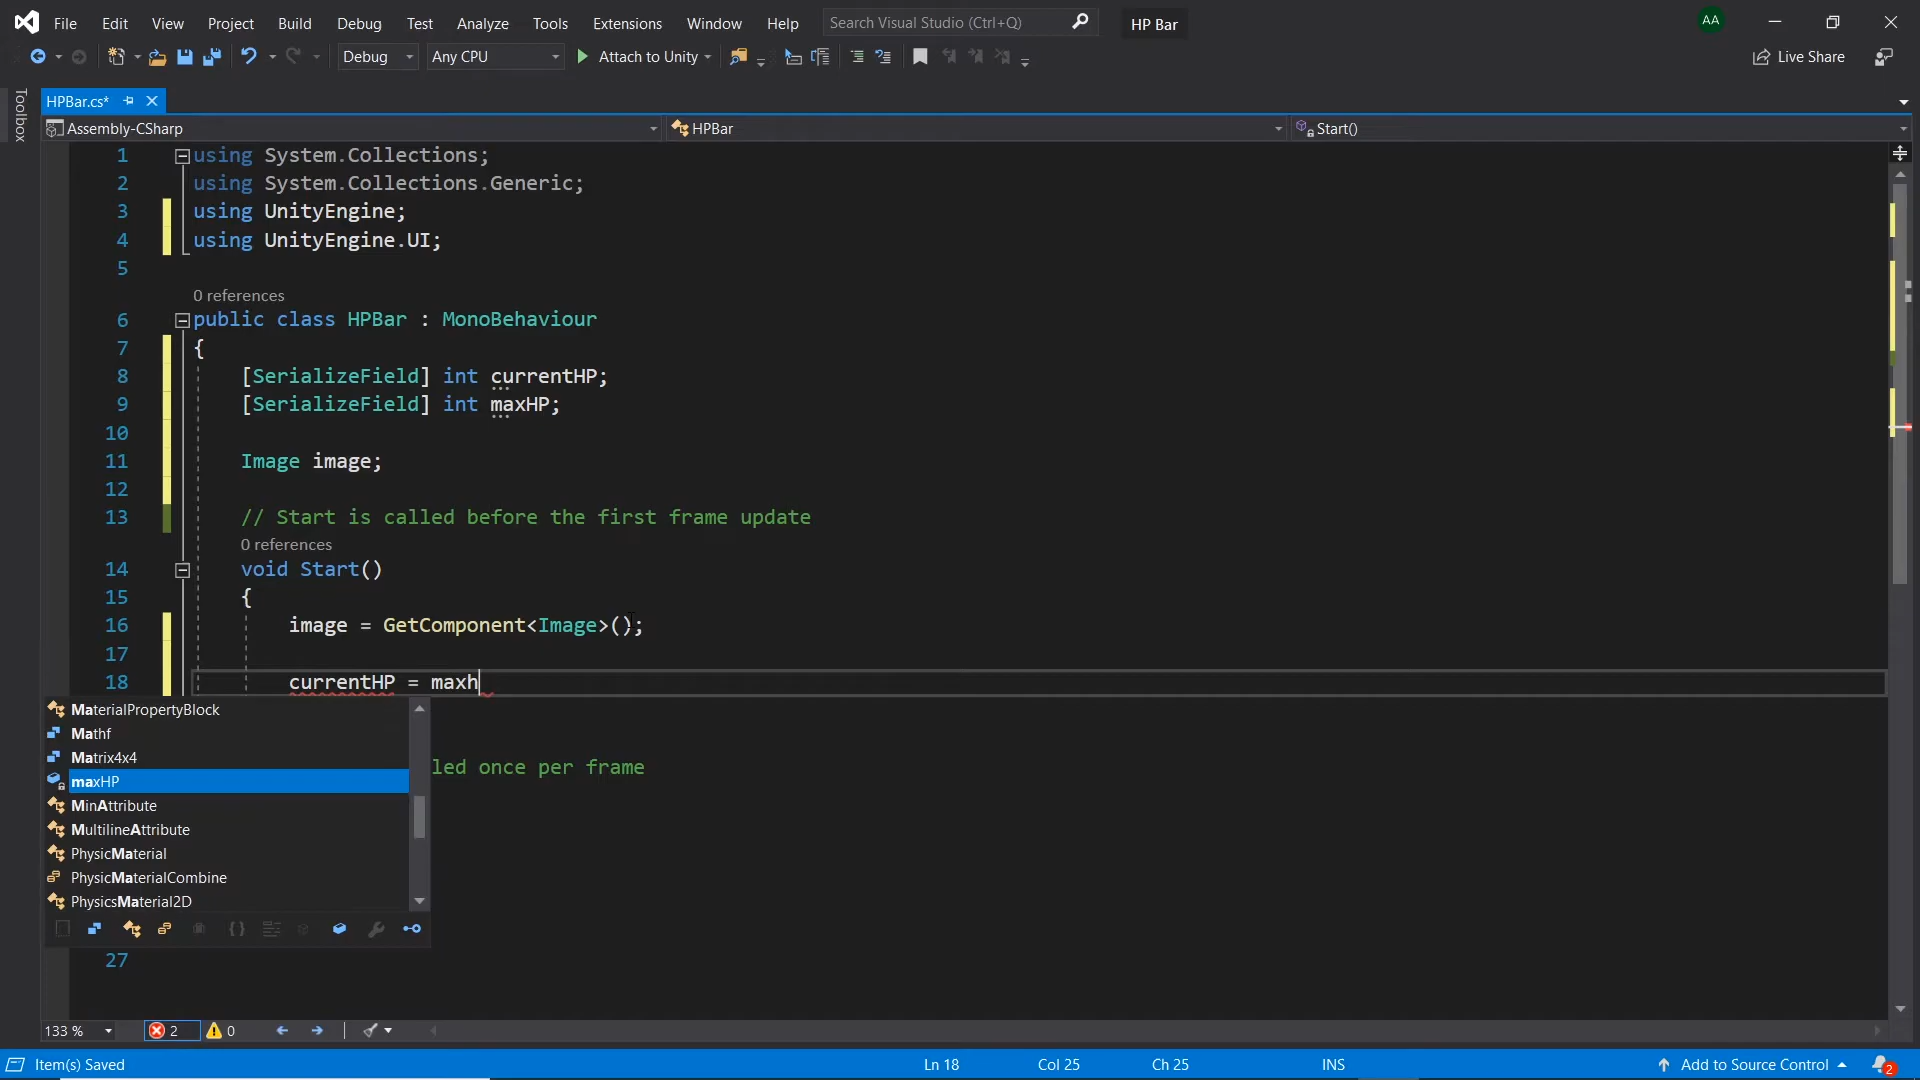 File Edit View Project Build Debug Test Analyze Tools Extensions Window Help Search Visual Studio (Ctrl+Q) HP Bar AA
Debug Any CPU Attach to Unity Live Share
Toolbox
HPBar.cs*
Assembly-CSharp HPBar Start()
1 using System.Collections;
2 using System.Collections.Generic;
3 using UnityEngine;
4 using UnityEngine.UI;
5
0 references
6 public class HPBar : MonoBehaviour
7 {
8 [SerializeField] int currentHP;
9 [SerializeField] int maxHP;
10
11 Image image;
12
13 // Start is called before the first frame update
0 references
14 void Start()
15 {
16 image = GetComponent<Image>();
17
18 currentHP = maxh
MaterialPropertyBlock
Mathf
Matrix4x4
led once per frame
maxHP
MinAttribute
MultilineAttribute
PhysicMaterial
PhysicMaterialCombine
PhysicsMaterial2D
27
133 % 2 0
Item(s) Saved Ln 18 Col 25 Ch 25 INS Add to Source Control 2